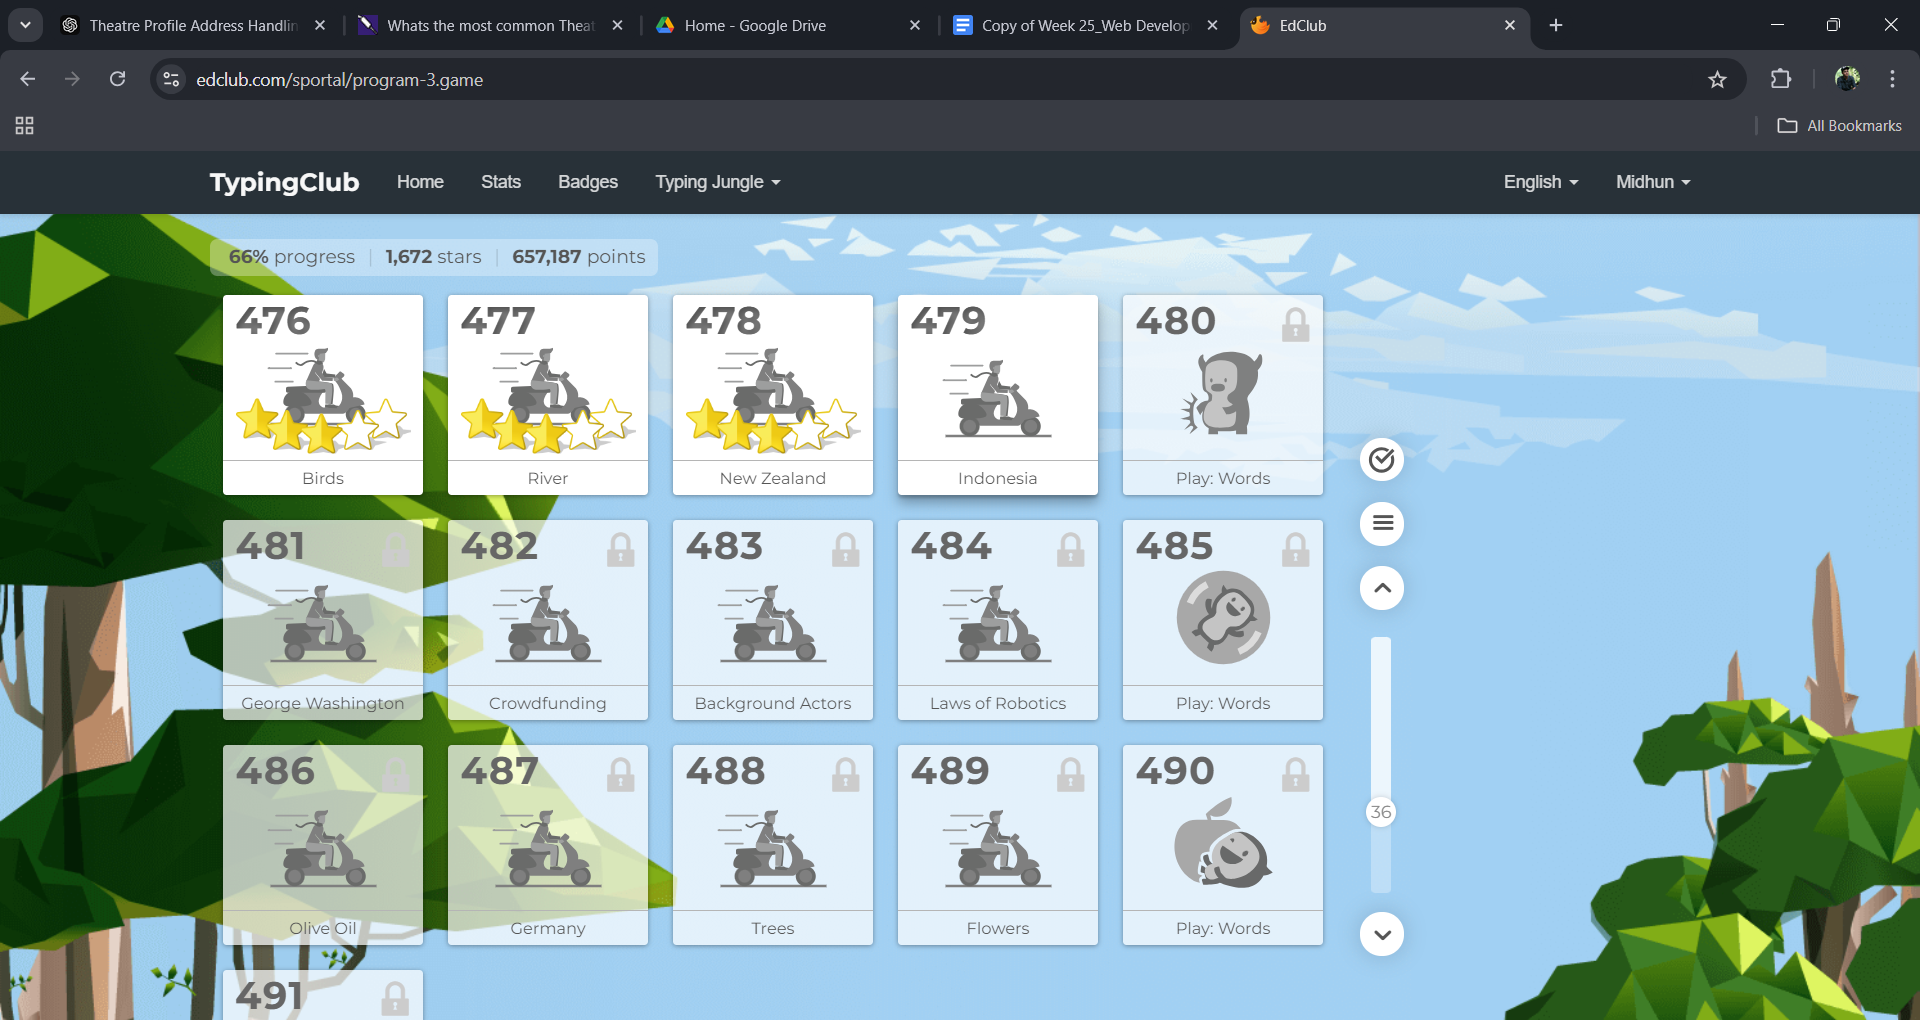 Theatre Profile Address Handlin
Whats the most common Theat
Home - Google Drive
Copy of Week 25_Web Develop
EdClub
edclub.com/sportal/program-3.game
All Bookmarks
TypingClub Home Stats Badges Typing Jungle English Midhun
66% progress 1,672 stars 657,187 points
476 477 478 479 480
Birds River New Zealand Indonesia Play: Words
481 482 483 484 485
George Washington Crowdfunding Background Actors Laws of Robotics Play: Words
486 487 488 489 490
36
Olive Oil Germany Trees Flowers Play: Words
491